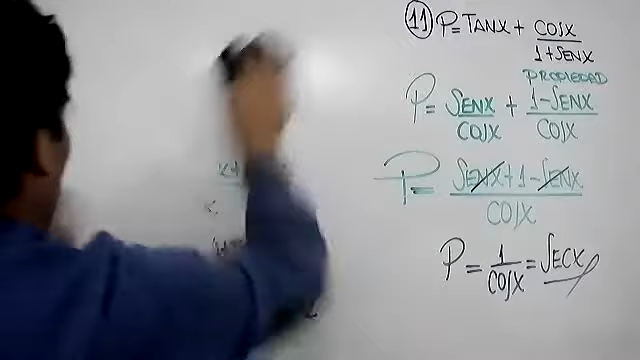 11 P=TANX + COSX / 1+SENX
PROPIEDAD
P= SENX / COSX + 1-SENX / COSX
P= SENX+1-SENX / COSX
P= 1 / COSX = SECX